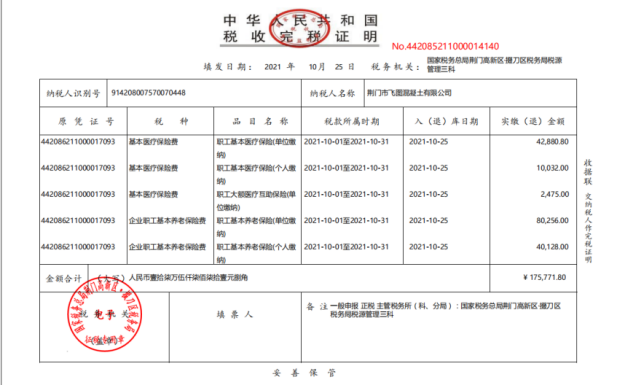 中华人民共和国
税收完税证明
No.442085211000014140
填发日期： 2021 年 10 月 25 日 税务机关： 国家税务总局荆门高新区·掇刀区税务局税源
管理三科
纳税人识别号 914208007570070448 纳税人名称 荆门市飞图混凝土有限公司
原凭证号 税种 品目名称 税款所属时期 入（退）库日期 实缴（退）金额
442086211000017093 基本医疗保险费 职工基本医疗保险(单位缴 2021-10-01至2021-10-31 2021-10-25 42,880.80
纳)
442086211000017093 基本医疗保险费 职工基本医疗保险(个人缴 2021-10-01至2021-10-31 2021-10-25 10,032.00
纳)
442086211000017093 基本医疗保险费 职工大额医疗互助保险(单 2021-10-01至2021-10-31 2021-10-25 2,475.00
位缴纳)
442086211000017093 企业职工基本养老保险费 职工基本养老保险(单位缴 2021-10-01至2021-10-31 2021-10-25 80,256.00
纳)
442086211000017093 企业职工基本养老保险费 职工基本养老保险(个人缴 2021-10-01至2021-10-31 2021-10-25 40,128.00
纳)
金额合计 （大写）人民币壹拾柒万伍仟柒佰柒拾壹元捌角 ￥175,771.80
税务机关
（盖章）
填票人
备注 一般申报 正税 主管税务所（科、分局）：国家税务总局荆门高新区·掇刀区
税务局税源管理三科
妥善保管
收据联 交纳税人作完税证明